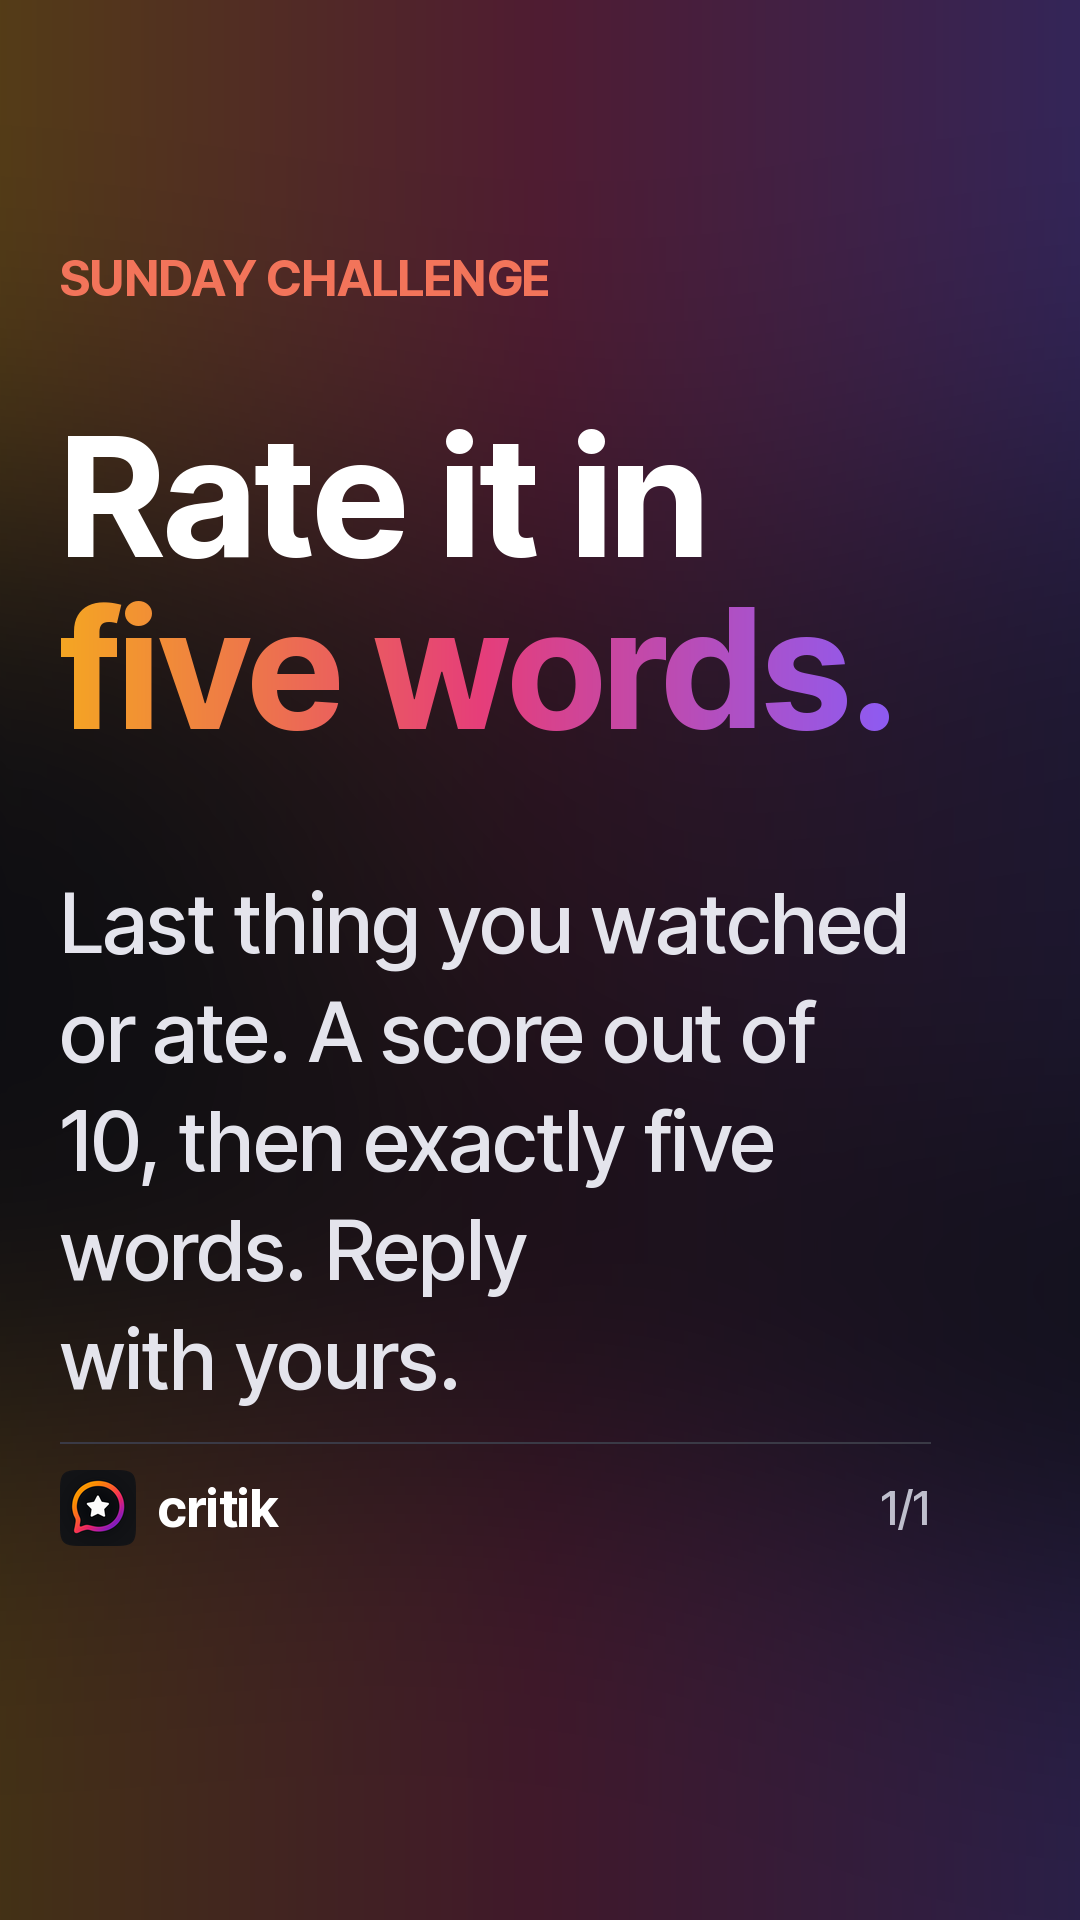 SUNDAY CHALLENGE
Rate it in
five words.
Last thing you watched
or ate. A score out of
10, then exactly five
words. Reply
with yours.
critik
1/1